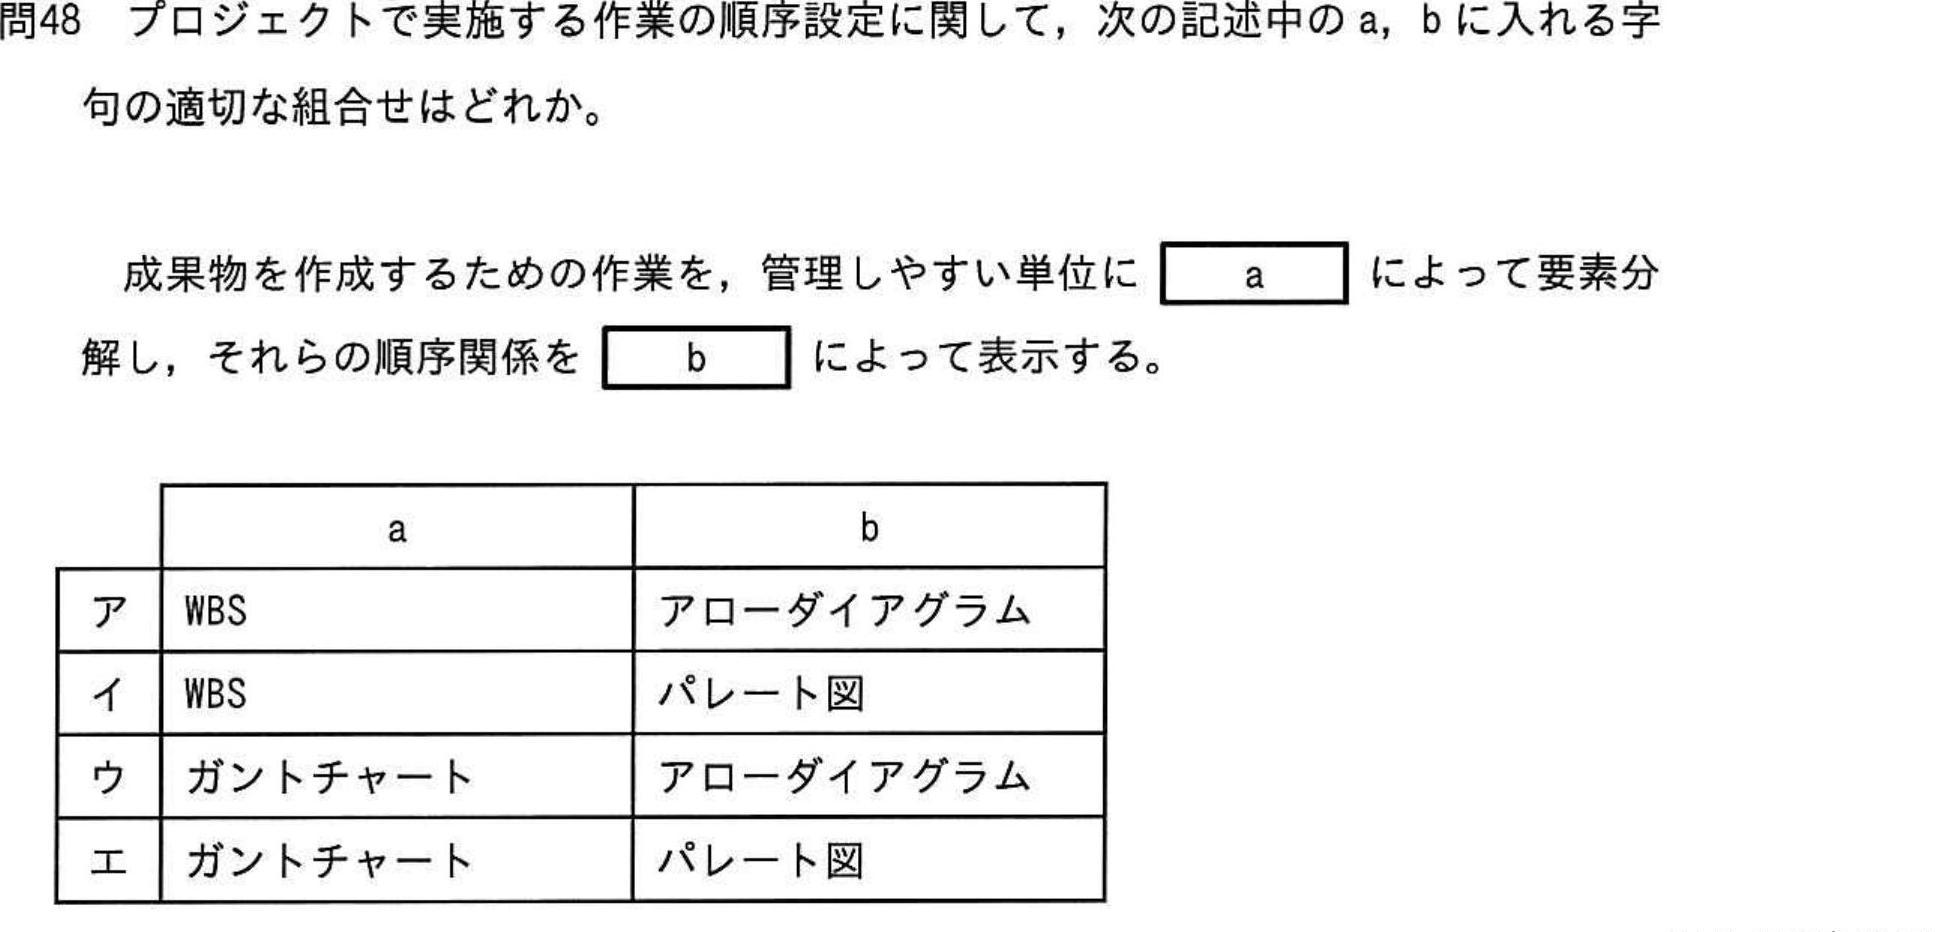 問48 プロジェクトで実施する作業の順序設定に関して，次の記述中の a，b に入れる字
句の適切な組合せはどれか。
成果物を作成するための作業を，管理しやすい単位に a によって要素分
解し，それらの順序関係を b によって表示する。
a b
ア WBS アローダイアグラム
イ WBS パレート図
ウ ガントチャート アローダイアグラム
エ ガントチャート パレート図